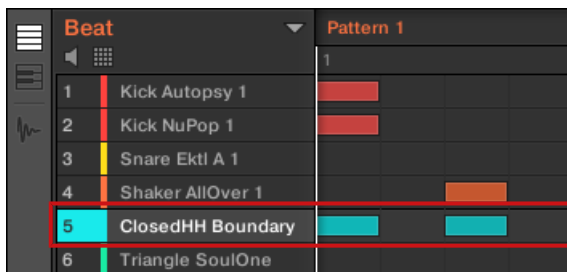 Beat
Pattern 1
1
1 Kick Autopsy 1
2 Kick NuPop 1
3 Snare Ektl A 1
4 Shaker AllOver 1
5 ClosedHH Boundary
6 Triangle SoulOne